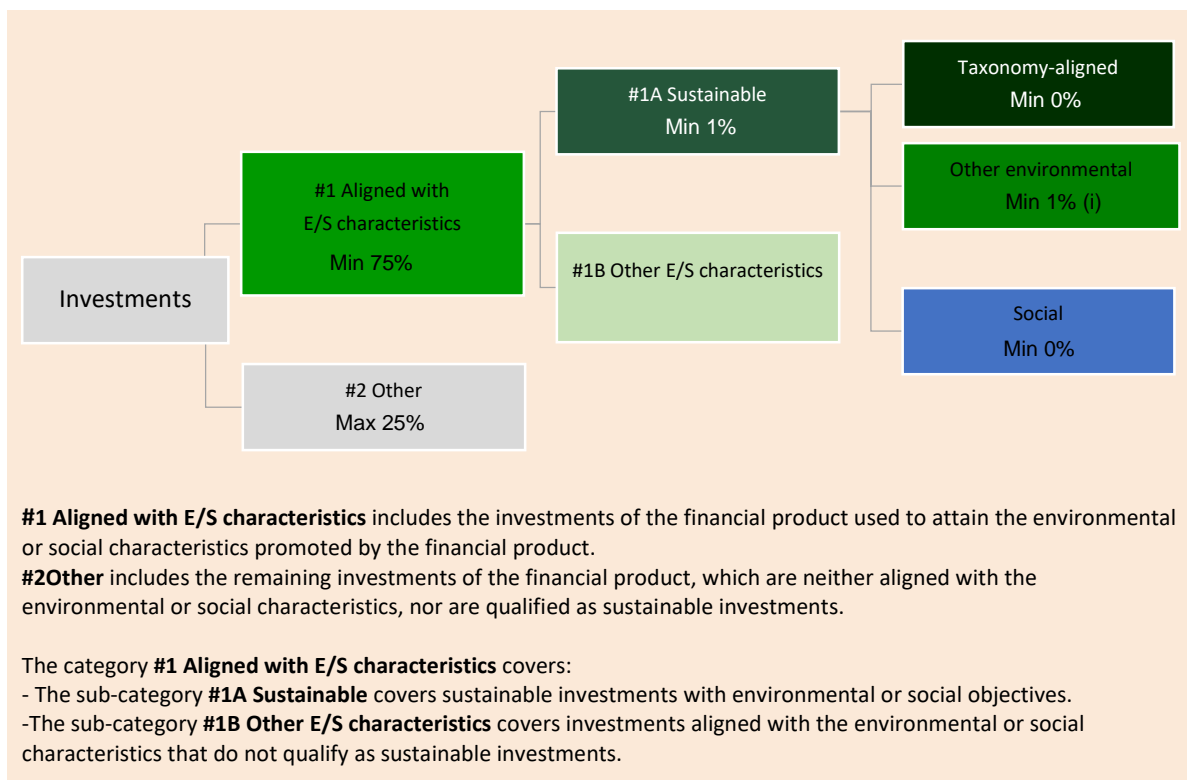 Taxonomy-aligned
Min 0%
#1A Sustainable
Min 1%
Other environmental
Min 1% (i)
#1 Aligned with
E/S characteristics
Min 75%
#1B Other E/S characteristics
Investments
Social
Min 0%
#2 Other
Max 25%
#1 Aligned with E/S characteristics includes the investments of the financial product used to attain the environmental
or social characteristics promoted by the financial product.
#2Other includes the remaining investments of the financial product, which are neither aligned with the
environmental or social characteristics, nor are qualified as sustainable investments.
The category #1 Aligned with E/S characteristics covers:
- The sub-category #1A Sustainable covers sustainable investments with environmental or social objectives.
-The sub-category #1B Other E/S characteristics covers investments aligned with the environmental or social
characteristics that do not qualify as sustainable investments.